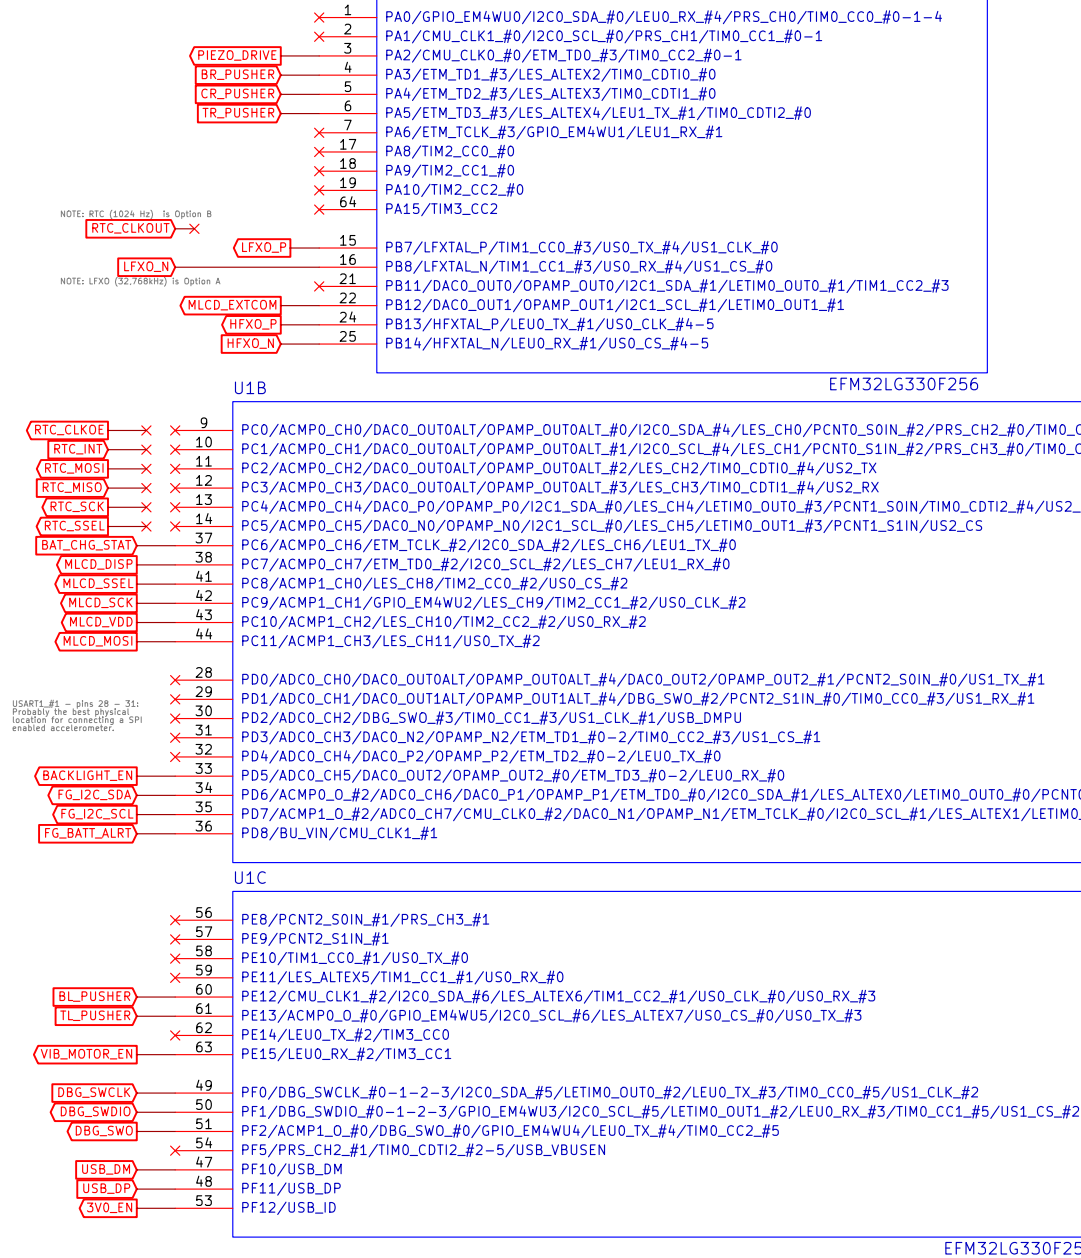 1 PA0/GPIO_EM4WU0/I2C0_SDA_#0/LEU0_RX_#4/PRS_CH0/TIM0_CC0_#0-1-4
2 PA1/CMU_CLK1_#0/I2C0_SCL_#0/PRS_CH1/TIM0_CC1_#0-1
PIEZO_DRIVE 3 PA2/CMU_CLK0_#0/ETM_TD0_#3/TIM0_CC2_#0-1
BR_PUSHER 4 PA3/ETM_TD1_#3/LES_ALTEX2/TIM0_CDTI0_#0
CR_PUSHER 5 PA4/ETM_TD2_#3/LES_ALTEX3/TIM0_CDTI1_#0
TR_PUSHER 6 PA5/ETM_TD3_#3/LES_ALTEX4/LEU1_TX_#1/TIM0_CDTI2_#0
7 PA6/ETM_TCLK_#3/GPIO_EM4WU1/LEU1_RX_#1
17 PA8/TIM2_CC0_#0
18 PA9/TIM2_CC1_#0
19 PA10/TIM2_CC2_#0
64 PA15/TIM3_CC2
NOTE: RTC (1024 Hz) is Option B
RTC_CLKOUT
LFXO_P 15 PB7/LFXTAL_P/TIM1_CC0_#3/US0_TX_#4/US1_CLK_#0
LFXO_N 16 PB8/LFXTAL_N/TIM1_CC1_#3/US0_RX_#4/US1_CS_#0
NOTE: LFXO (32,768kHz) is Option A
21 PB11/DAC0_OUT0/OPAMP_OUT0/I2C1_SDA_#1/LETIM0_OUT0_#1/TIM1_CC2_#3
MLCD_EXTCOM 22 PB12/DAC0_OUT1/OPAMP_OUT1/I2C1_SCL_#1/LETIM0_OUT1_#1
HFXO_P 24 PB13/HFXTAL_P/LEU0_TX_#1/US0_CLK_#4-5
HFXO_N 25 PB14/HFXTAL_N/LEU0_RX_#1/US0_CS_#4-5
EFM32LG330F256
U1B
RTC_CLKOE 9 PC0/ACMP0_CH0/DAC0_OUT0ALT/OPAMP_OUT0ALT_#0/I2C0_SDA_#4/LES_CH0/PCNT0_S0IN_#2/PRS_CH2_#0/TIM0_C
RTC_INT 10 PC1/ACMP0_CH1/DAC0_OUT0ALT/OPAMP_OUT0ALT_#1/I2C0_SCL_#4/LES_CH1/PCNT0_S1IN_#2/PRS_CH3_#0/TIM0_C
RTC_MOSI 11 PC2/ACMP0_CH2/DAC0_OUT0ALT/OPAMP_OUT0ALT_#2/LES_CH2/TIM0_CDTI0_#4/US2_TX
RTC_MISO 12 PC3/ACMP0_CH3/DAC0_OUT0ALT/OPAMP_OUT0ALT_#3/LES_CH3/TIM0_CDTI1_#4/US2_RX
RTC_SCK 13 PC4/ACMP0_CH4/DAC0_P0/OPAMP_P0/I2C1_SDA_#0/LES_CH4/LETIM0_OUT0_#3/PCNT1_S0IN/TIM0_CDTI2_#4/US2_
RTC_SSEL 14 PC5/ACMP0_CH5/DAC0_N0/OPAMP_N0/I2C1_SCL_#0/LES_CH5/LETIM0_OUT1_#3/PCNT1_S1IN/US2_CS
BAT_CHG_STAT 37 PC6/ACMP0_CH6/ETM_TCLK_#2/I2C0_SDA_#2/LES_CH6/LEU1_TX_#0
MLCD_DISP 38 PC7/ACMP0_CH7/ETM_TD0_#2/I2C0_SCL_#2/LES_CH7/LEU1_RX_#0
MLCD_SSEL 41 PC8/ACMP1_CH0/LES_CH8/TIM2_CC0_#2/US0_CS_#2
MLCD_SCK 42 PC9/ACMP1_CH1/GPIO_EM4WU2/LES_CH9/TIM2_CC1_#2/US0_CLK_#2
MLCD_VDD 43 PC10/ACMP1_CH2/LES_CH10/TIM2_CC2_#2/US0_RX_#2
MLCD_MOSI 44 PC11/ACMP1_CH3/LES_CH11/US0_TX_#2
28 PD0/ADC0_CH0/DAC0_OUT0ALT/OPAMP_OUT0ALT_#4/DAC0_OUT2/OPAMP_OUT2_#1/PCNT2_S0IN_#0/US1_TX_#1
29 PD1/ADC0_CH1/DAC0_OUT1ALT/OPAMP_OUT1ALT_#4/DBG_SWO_#2/PCNT2_S1IN_#0/TIM0_CC0_#3/US1_RX_#1
30 PD2/ADC0_CH2/DBG_SWO_#3/TIM0_CC1_#3/US1_CLK_#1/USB_DMPU
31 PD3/ADC0_CH3/DAC0_N2/OPAMP_N2/ETM_TD1_#0-2/TIM0_CC2_#3/US1_CS_#1
32 PD4/ADC0_CH4/DAC0_P2/OPAMP_P2/ETM_TD2_#0-2/LEU0_TX_#0
USART1_#1 - pins 28 - 31:
Probably the best physical
location for connecting a SPI
enabled accelerometer.
BACKLIGHT_EN 33 PD5/ADC0_CH5/DAC0_OUT2/OPAMP_OUT2_#0/ETM_TD3_#0-2/LEU0_RX_#0
FG_I2C_SDA 34 PD6/ACMP0_O_#2/ADC0_CH6/DAC0_P1/OPAMP_P1/ETM_TD0_#0/I2C0_SDA_#1/LES_ALTEX0/LETIM0_OUT0_#0/PCNT0
FG_I2C_SCL 35 PD7/ACMP1_O_#2/ADC0_CH7/CMU_CLK0_#2/DAC0_N1/OPAMP_N1/ETM_TCLK_#0/I2C0_SCL_#1/LES_ALTEX1/LETIM0_
FG_BATT_ALRT 36 PD8/BU_VIN/CMU_CLK1_#1
U1C
56 PE8/PCNT2_S0IN_#1/PRS_CH3_#1
57 PE9/PCNT2_S1IN_#1
58 PE10/TIM1_CC0_#1/US0_TX_#0
59 PE11/LES_ALTEX5/TIM1_CC1_#1/US0_RX_#0
BL_PUSHER 60 PE12/CMU_CLK1_#2/I2C0_SDA_#6/LES_ALTEX6/TIM1_CC2_#1/US0_CLK_#0/US0_RX_#3
TL_PUSHER 61 PE13/ACMP0_O_#0/GPIO_EM4WU5/I2C0_SCL_#6/LES_ALTEX7/US0_CS_#0/US0_TX_#3
62 PE14/LEU0_TX_#2/TIM3_CC0
VIB_MOTOR_EN 63 PE15/LEU0_RX_#2/TIM3_CC1
DBG_SWCLK 49 PF0/DBG_SWCLK_#0-1-2-3/I2C0_SDA_#5/LETIM0_OUT0_#2/LEU0_TX_#3/TIM0_CC0_#5/US1_CLK_#2
DBG_SWDIO 50 PF1/DBG_SWDIO_#0-1-2-3/GPIO_EM4WU3/I2C0_SCL_#5/LETIM0_OUT1_#2/LEU0_RX_#3/TIM0_CC1_#5/US1_CS_#2
DBG_SWO 51 PF2/ACMP1_O_#0/DBG_SWO_#0/GPIO_EM4WU4/LEU0_TX_#4/TIM0_CC2_#5
54 PF5/PRS_CH2_#1/TIM0_CDTI2_#2-5/USB_VBUSEN
USB_DM 47 PF10/USB_DM
USB_DP 48 PF11/USB_DP
3V0_EN 53 PF12/USB_ID
EFM32LG330F25